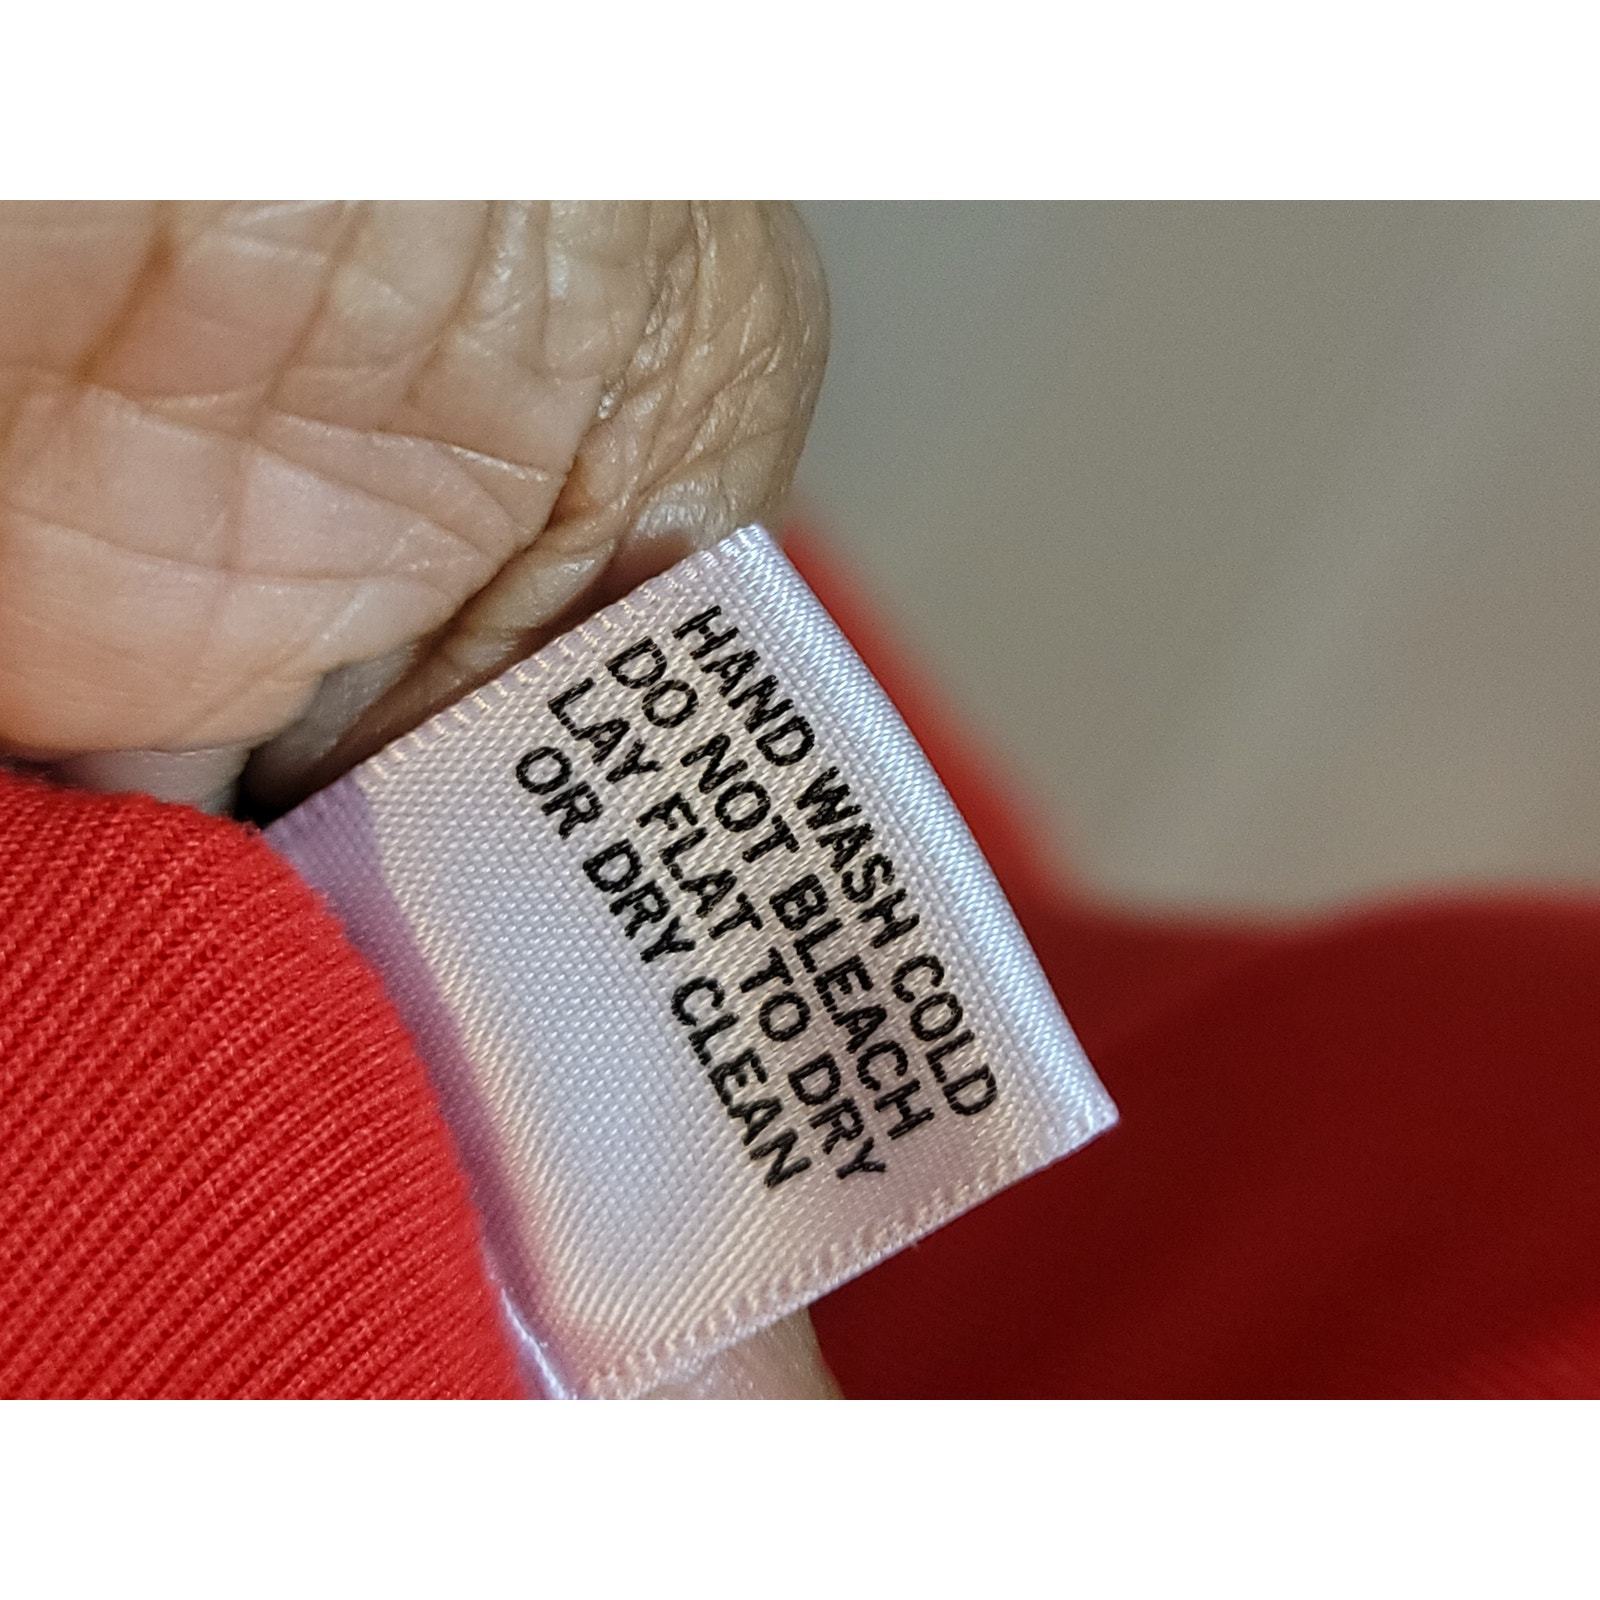 HAND WASH COLD
DO NOT BLEACH
LAY FLAT TO DRY
OR DRY CLEAN